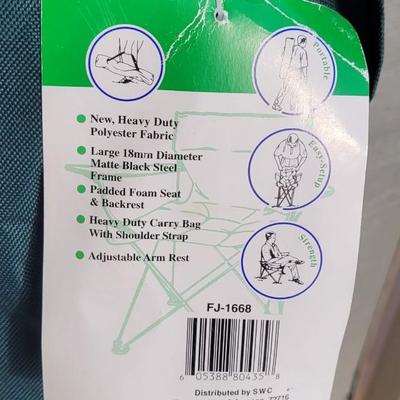 Portable
New, Heavy Duty
Polyester Fabric
Large 18mm Diameter
Matte Black Steel
Frame
Easy-Setup
Padded Foam Seat
& Backrest
Heavy Duty Carry Bag
With Shoulder Strap
Strength
Adjustable Arm Rest
FJ-1668
6 05388 80435 8
Distributed by SWC
72716